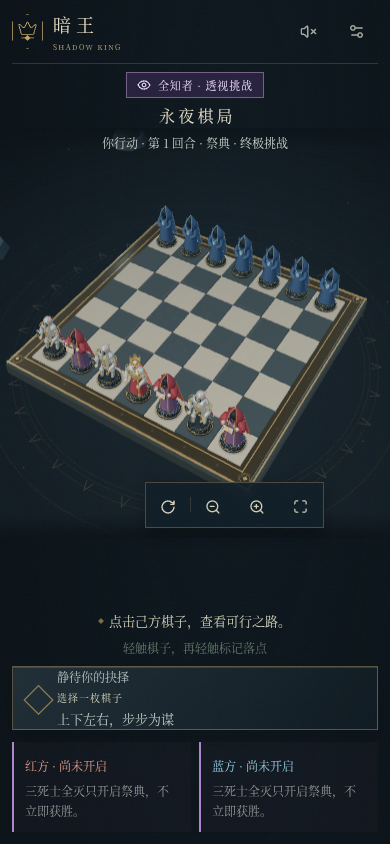 暗王
SHADOW KING
全知者 · 透视挑战
永夜棋局
你行动 · 第 1 回合 · 祭典 · 终极挑战
点击己方棋子，查看可行之路。
轻触棋子，再轻触标记落点
静待你的抉择
选择一枚棋子
上下左右，步步为谋
红方 · 尚未开启
三死士全灭只开启祭典，不
立即获胜。
蓝方 · 尚未开启
三死士全灭只开启祭典，不
立即获胜。